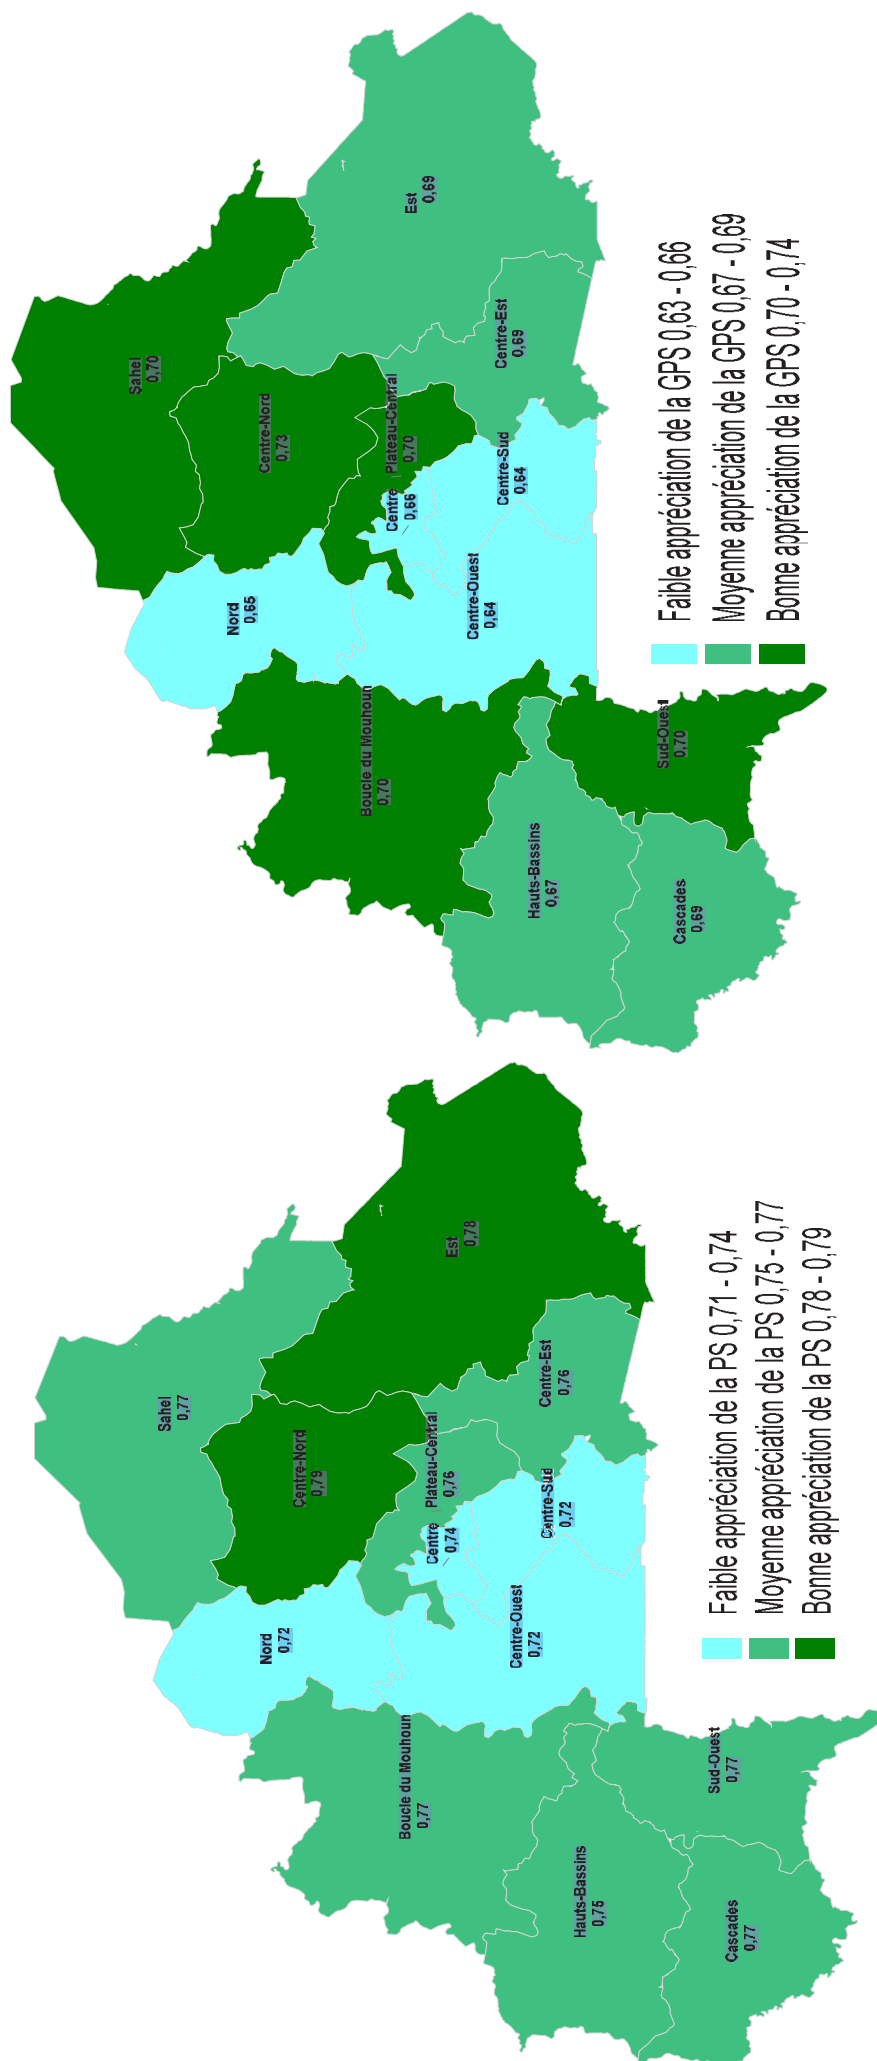 Sahel
0,77
Centre-Nord
0,79
Nord
0,72
Est
0,78
Boucle du Mouhoun
0,77
Plateau-Central
0,76
Centre
0,74
Centre-Est
0,76
Centre-Sud
0,72
Centre-Ouest
0,72
Hauts-Bassins
0,75
Sud-Ouest
0,77
Cascades
0,77
Faible appréciation de la PS 0,71 - 0,74
Moyenne appréciation de la PS 0,75 - 0,77
Bonne appréciation de la PS 0,78 - 0,79
Sahel
0,70
Centre-Nord
0,73
Nord
0,65
Est
0,69
Boucle du Mouhoun
0,70
Plateau-Central
0,70
Centre
0,66
Centre-Est
0,69
Centre-Sud
0,64
Centre-Ouest
0,64
Hauts-Bassins
0,67
Sud-Ouest
0,70
Cascades
0,69
Faible appréciation de la GPS 0,63 - 0,66
Moyenne appréciation de la GPS 0,67 - 0,69
Bonne appréciation de la GPS 0,70 - 0,74